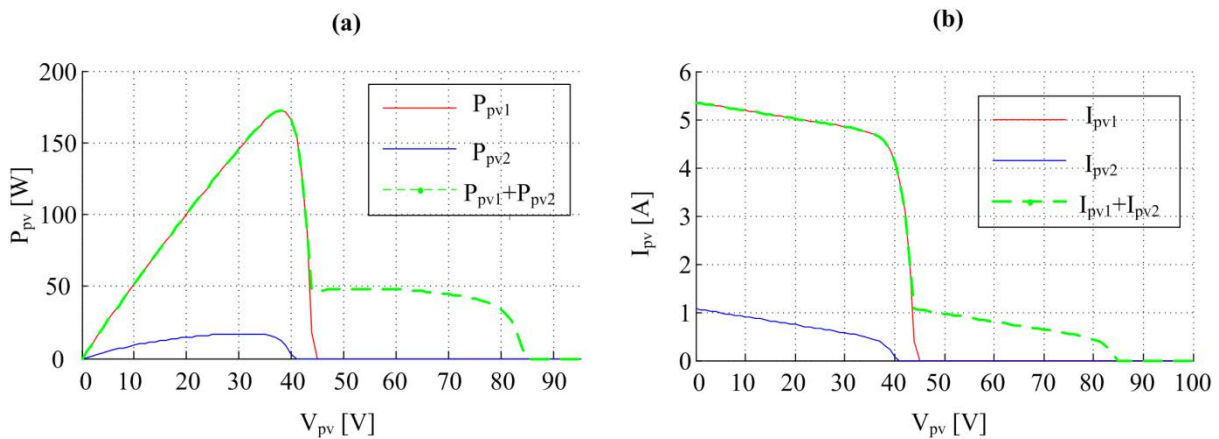 (a)
P_pv [W]
200
150
100
50
0
P_pv1
P_pv2
P_pv1+P_pv2
0 10 20 30 40 50 60 70 80 90
V_pv [V]
(b)
I_pv [A]
6
5
4
3
2
1
0
I_pv1
I_pv2
I_pv1+I_pv2
0 10 20 30 40 50 60 70 80 90 100
V_pv [V]